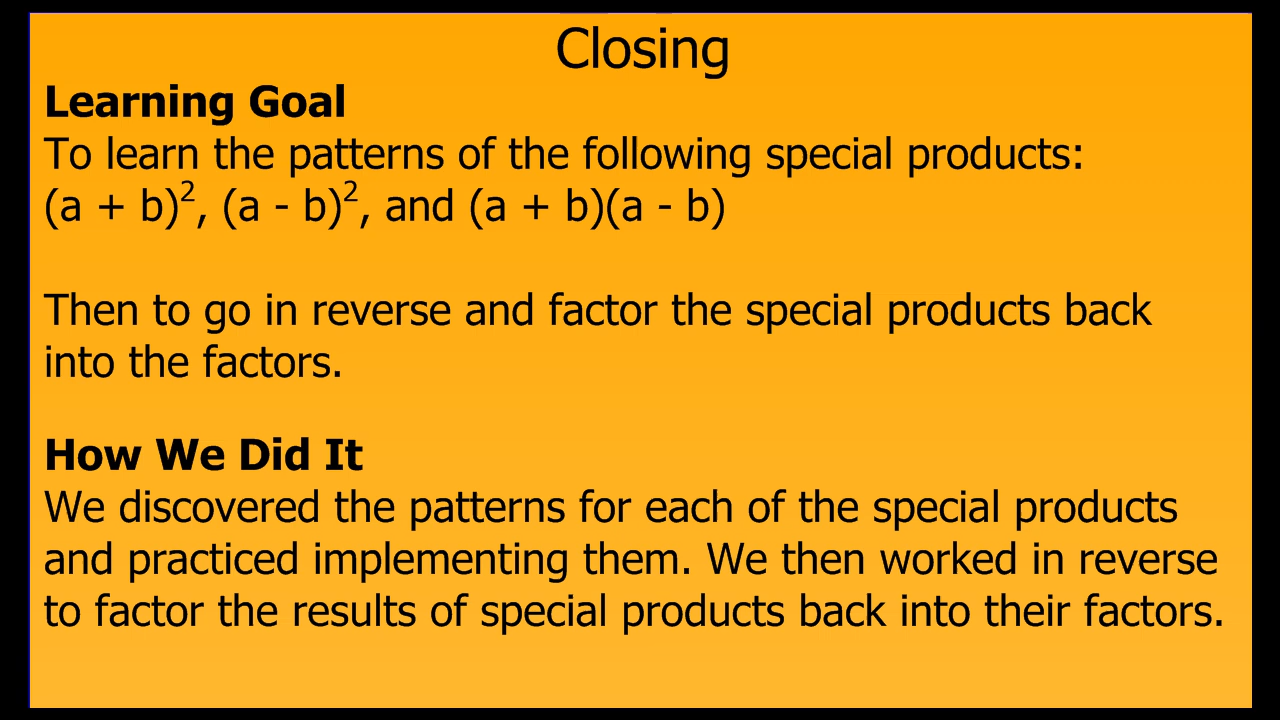 Closing
Learning Goal
To learn the patterns of the following special products:
(a + b)², (a - b)², and (a + b)(a - b)
Then to go in reverse and factor the special products back
into the factors.
How We Did It
We discovered the patterns for each of the special products
and practiced implementing them. We then worked in reverse
to factor the results of special products back into their factors.